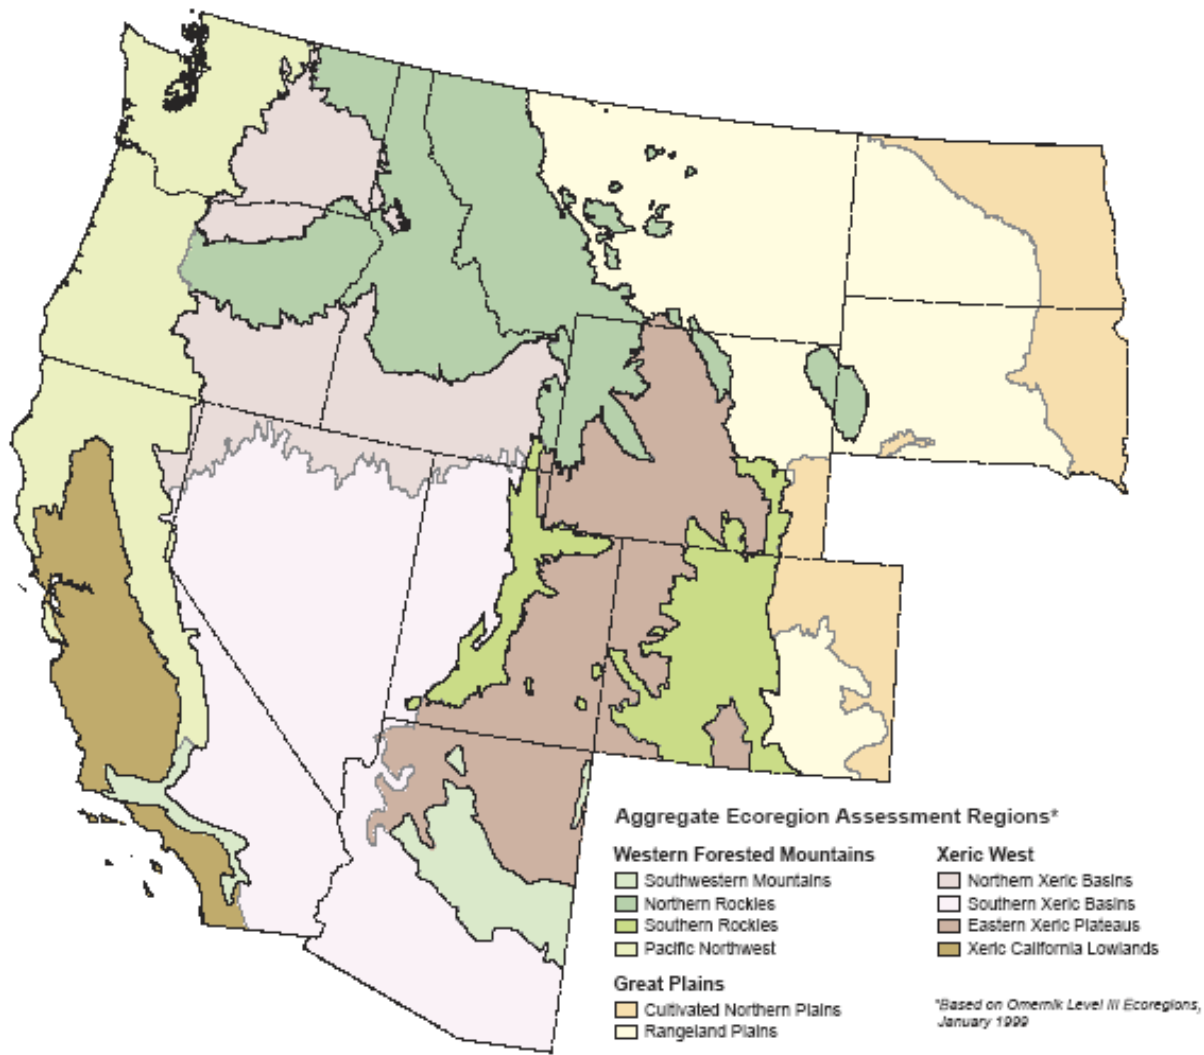 Aggregate Ecoregion Assessment Regions*
Western Forested Mountains
Southwestern Mountains
Northern Rockies
Southern Rockies
Pacific Northwest
Great Plains
Cultivated Northern Plains
Rangeland Plains
Xeric West
Northern Xeric Basins
Southern Xeric Basins
Eastern Xeric Plateaus
Xeric California Lowlands
*Based on Omernik Level III Ecoregions,
January 1999